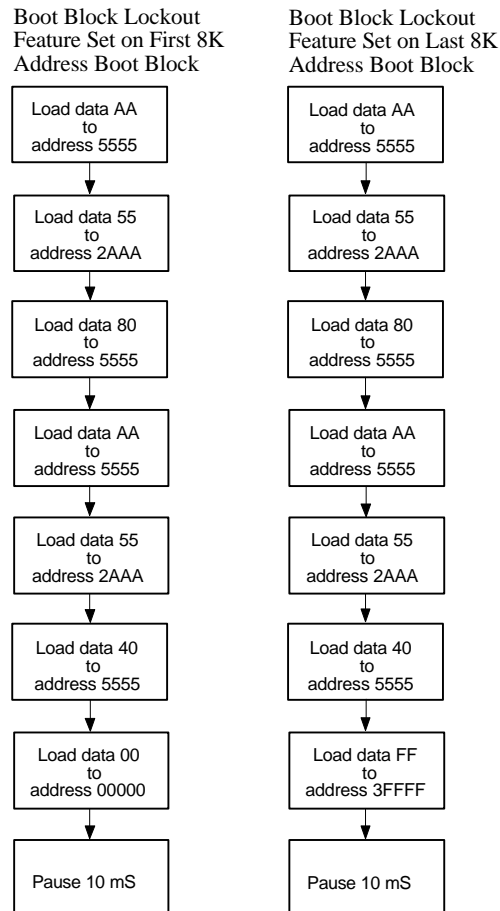 Boot Block Lockout
Feature Set on First 8K
Address Boot Block
Load data AA
to
address 5555
Load data 55
to
address 2AAA
Load data 80
to
address 5555
Load data AA
to
address 5555
Load data 55
to
address 2AAA
Load data 40
to
address 5555
Load data 00
to
address 00000
Pause 10 mS
Boot Block Lockout
Feature Set on Last 8K
Address Boot Block
Load data AA
to
address 5555
Load data 55
to
address 2AAA
Load data 80
to
address 5555
Load data AA
to
address 5555
Load data 55
to
address 2AAA
Load data 40
to
address 5555
Load data FF
to
address 3FFFF
Pause 10 mS